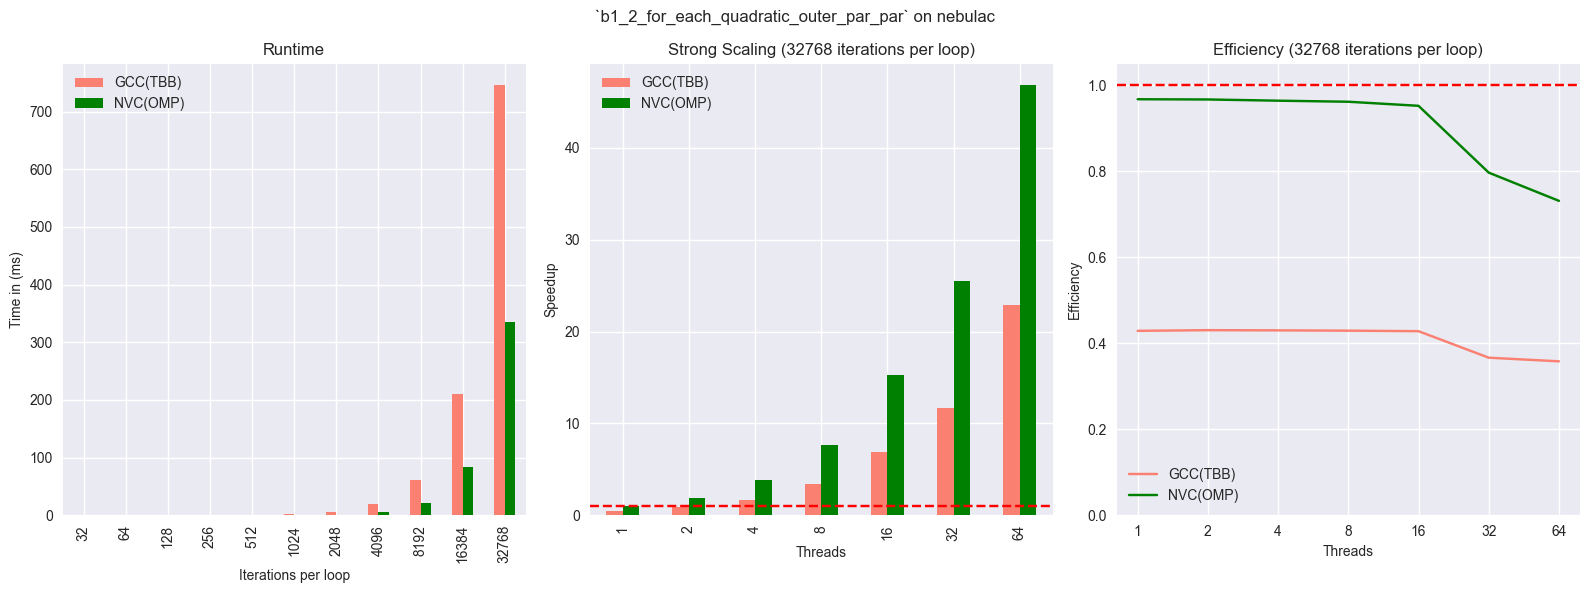 `b1_2_for_each_quadratic_outer_par_par` on nebulac
Runtime
GCC(TBB)
NVC(OMP)
700
600
500
400
300
200
100
0
Time in (ms)
32
64
128
256
512
1024
2048
4096
8192
16384
32768
Iterations per loop
Strong Scaling (32768 iterations per loop)
GCC(TBB)
NVC(OMP)
40
30
20
10
0
Speedup
1
2
4
8
16
32
64
Threads
Efficiency (32768 iterations per loop)
1.0
0.8
0.6
0.4
0.2
0.0
Efficiency
GCC(TBB)
NVC(OMP)
1
2
4
8
16
32
64
Threads